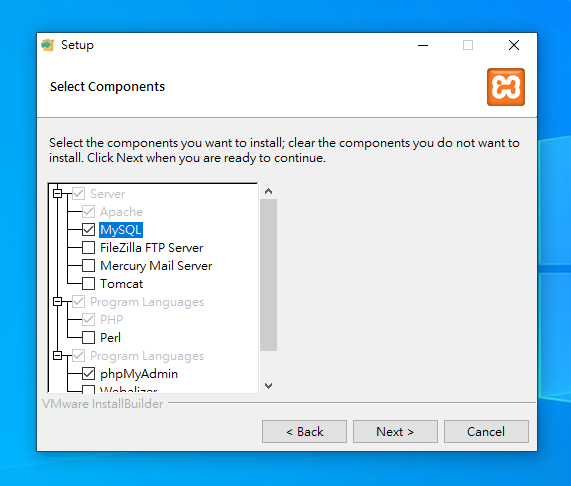 Setup
Select Components
Select the components you want to install; clear the components you do not want to
install. Click Next when you are ready to continue.
Server
Apache
MySQL
FileZilla FTP Server
Mercury Mail Server
Tomcat
Program Languages
PHP
Perl
Program Languages
phpMyAdmin
Webalizer
VMware InstallBuilder
< Back
Next >
Cancel